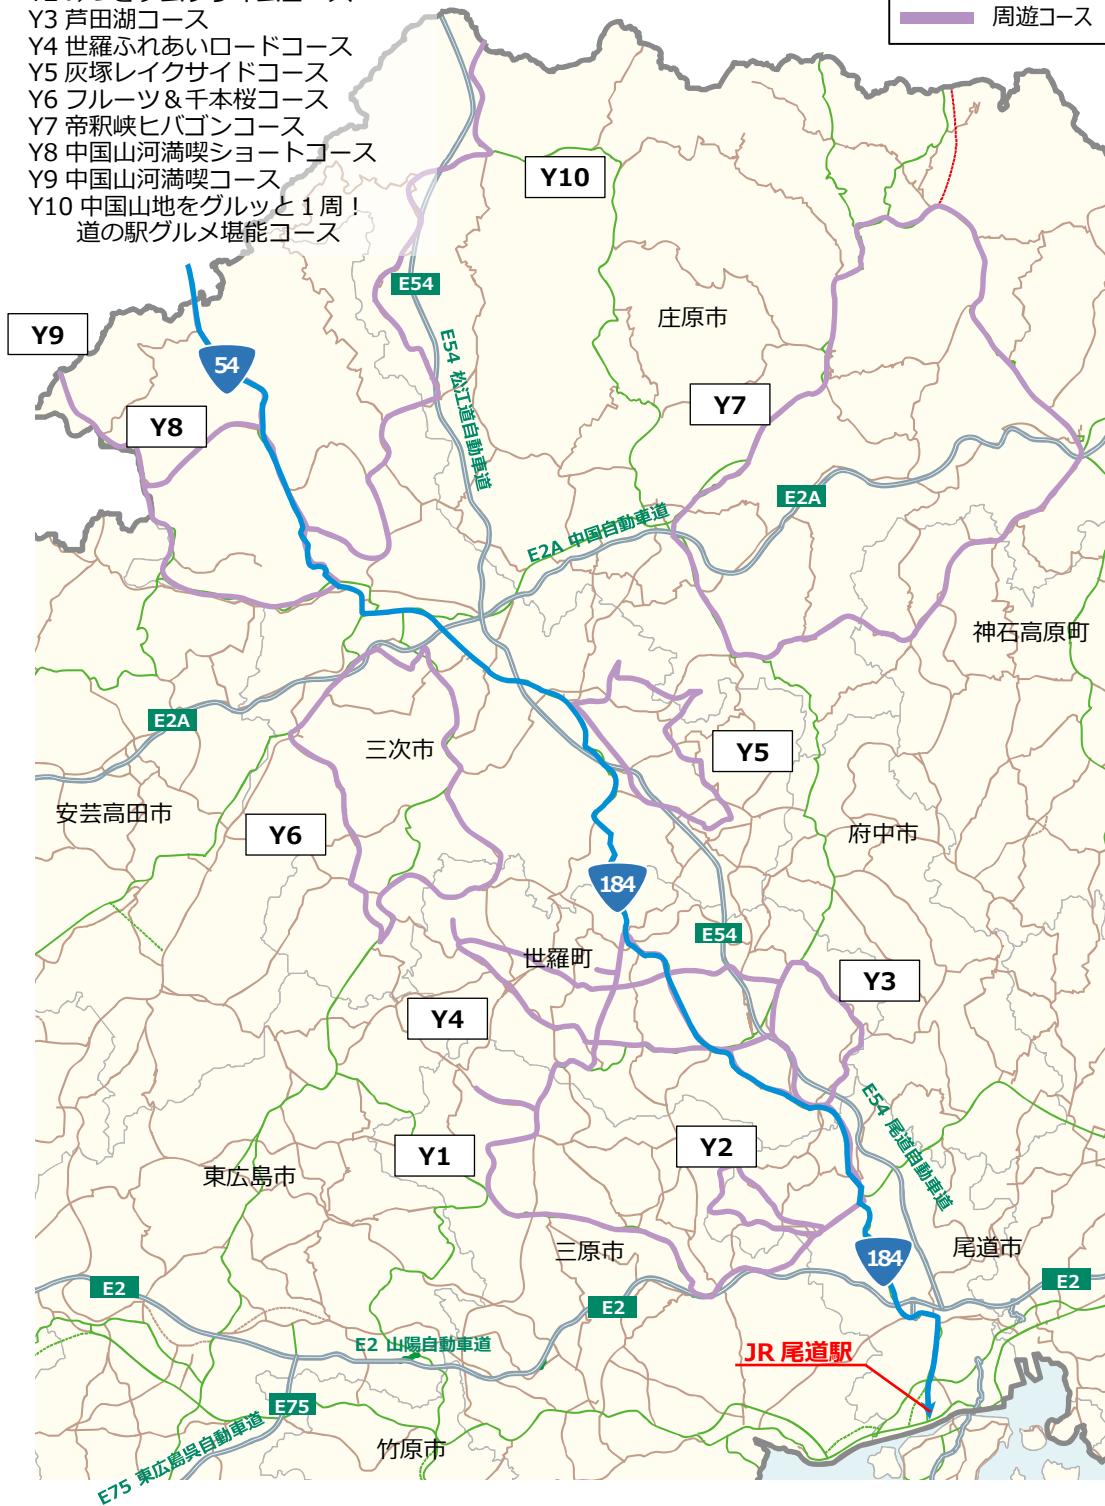 周遊コース
Y3 芦田湖コース
Y4 世羅ふれあいロードコース
Y5 灰塚レイクサイドコース
Y6 フルーツ＆千本桜コース
Y7 帝釈峡ヒバゴンコース
Y8 中国山河満喫ショートコース
Y9 中国山河満喫コース
Y10 中国山地をグルッと１周！
道の駅グルメ堪能コース
Y10
E54
庄原市
Y9
54
E54 松江道自動車道
Y7
Y8
E2A
E2A 中国自動車道
神石高原町
E2A
三次市
Y5
安芸高田市
Y6
府中市
184
E54
世羅町
Y3
Y4
E54 尾道自動車道
Y1
Y2
東広島市
三原市
尾道市
184
E2
E2
E2
E2 山陽自動車道
JR 尾道駅
E75
竹原市
E75 東広島呉自動車道